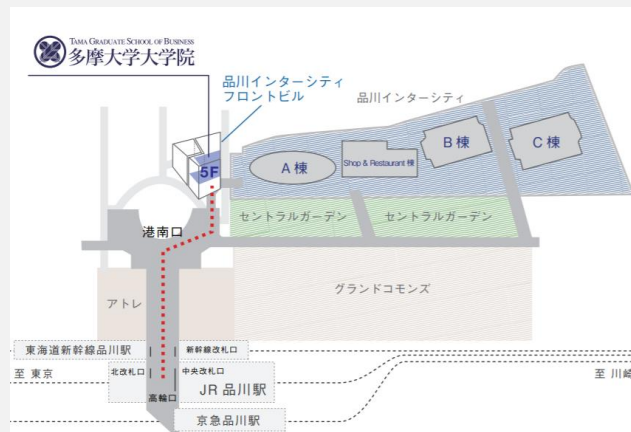 TAMA GRADUATE SCHOOL OF BUSINESS
多摩大学大学院
品川インターシティ
フロントビル
品川インターシティ
5F
A棟
Shop & Restaurant 棟
B棟
C棟
港南口
セントラルガーデン
セントラルガーデン
グランドコモンズ
アトレ
東海道新幹線品川駅
新幹線改札口
至 東京
北改札口
中央改札口
JR 品川駅
至 川崎
高輪口
京急品川駅